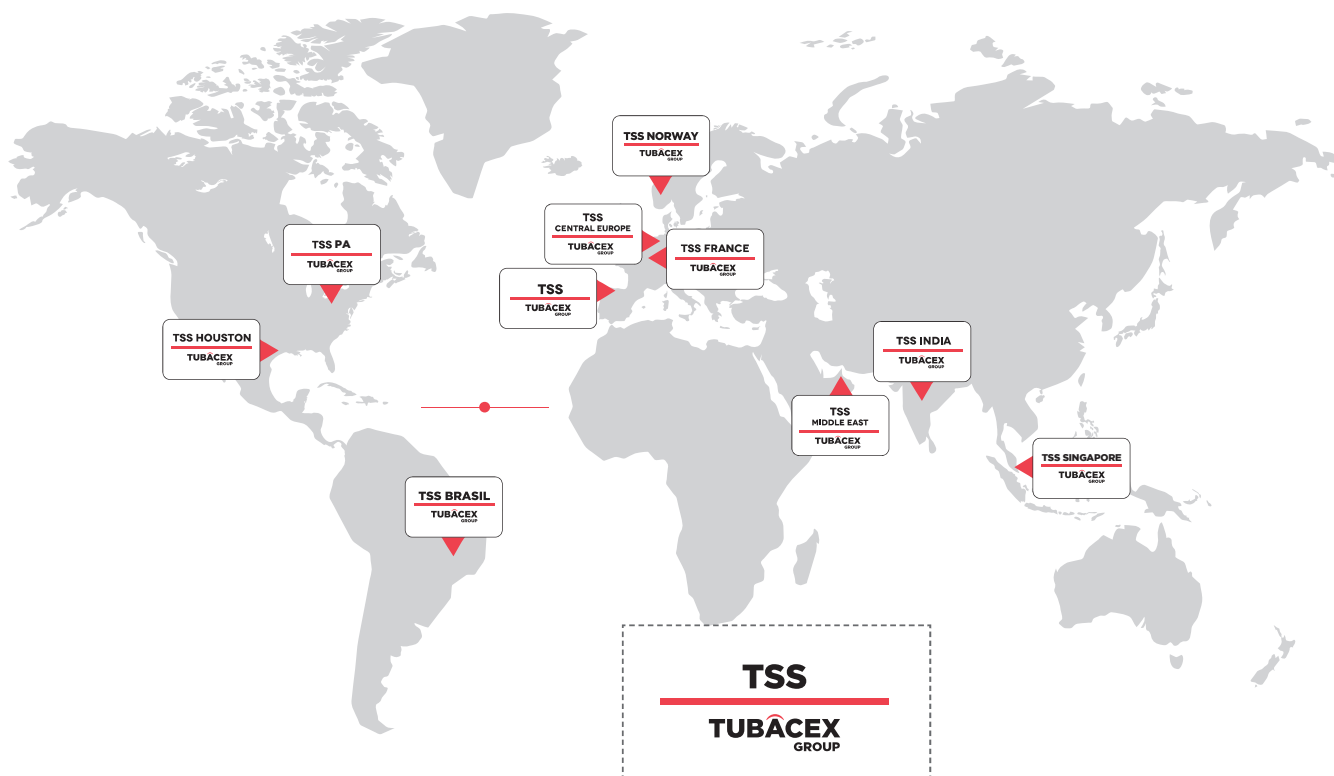 TSS NORWAY
TUBACEX
GROUP
TSS
CENTRAL EUROPE
TUBACEX
GROUP
TSS PA
TUBACEX
GROUP
TSS FRANCE
TUBACEX
GROUP
TSS
TUBACEX
GROUP
TSS HOUSTON
TUBACEX
GROUP
TSS INDIA
TUBACEX
GROUP
TSS
MIDDLE EAST
TUBACEX
GROUP
TSS SINGAPORE
TUBACEX
GROUP
TSS BRASIL
TUBACEX
GROUP
TSS
TUBACEX
GROUP